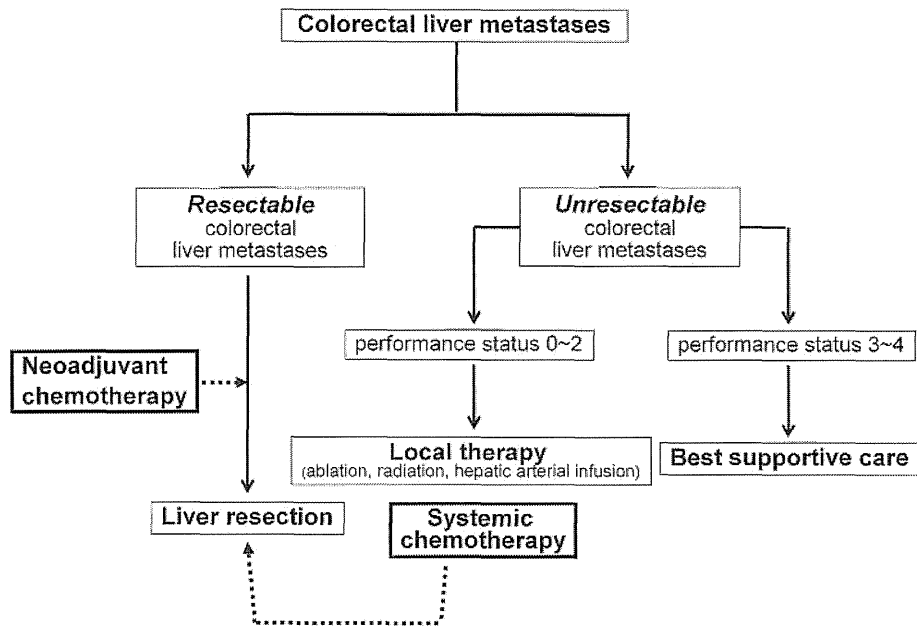 Colorectal liver metastases
Resectable
colorectal
liver metastases
Unresectable
colorectal
liver metastases
performance status 0~2
performance status 3~4
Neoadjuvant
chemotherapy
Local therapy
(ablation, radiation, hepatic arterial infusion)
Best supportive care
Liver resection
Systemic
chemotherapy